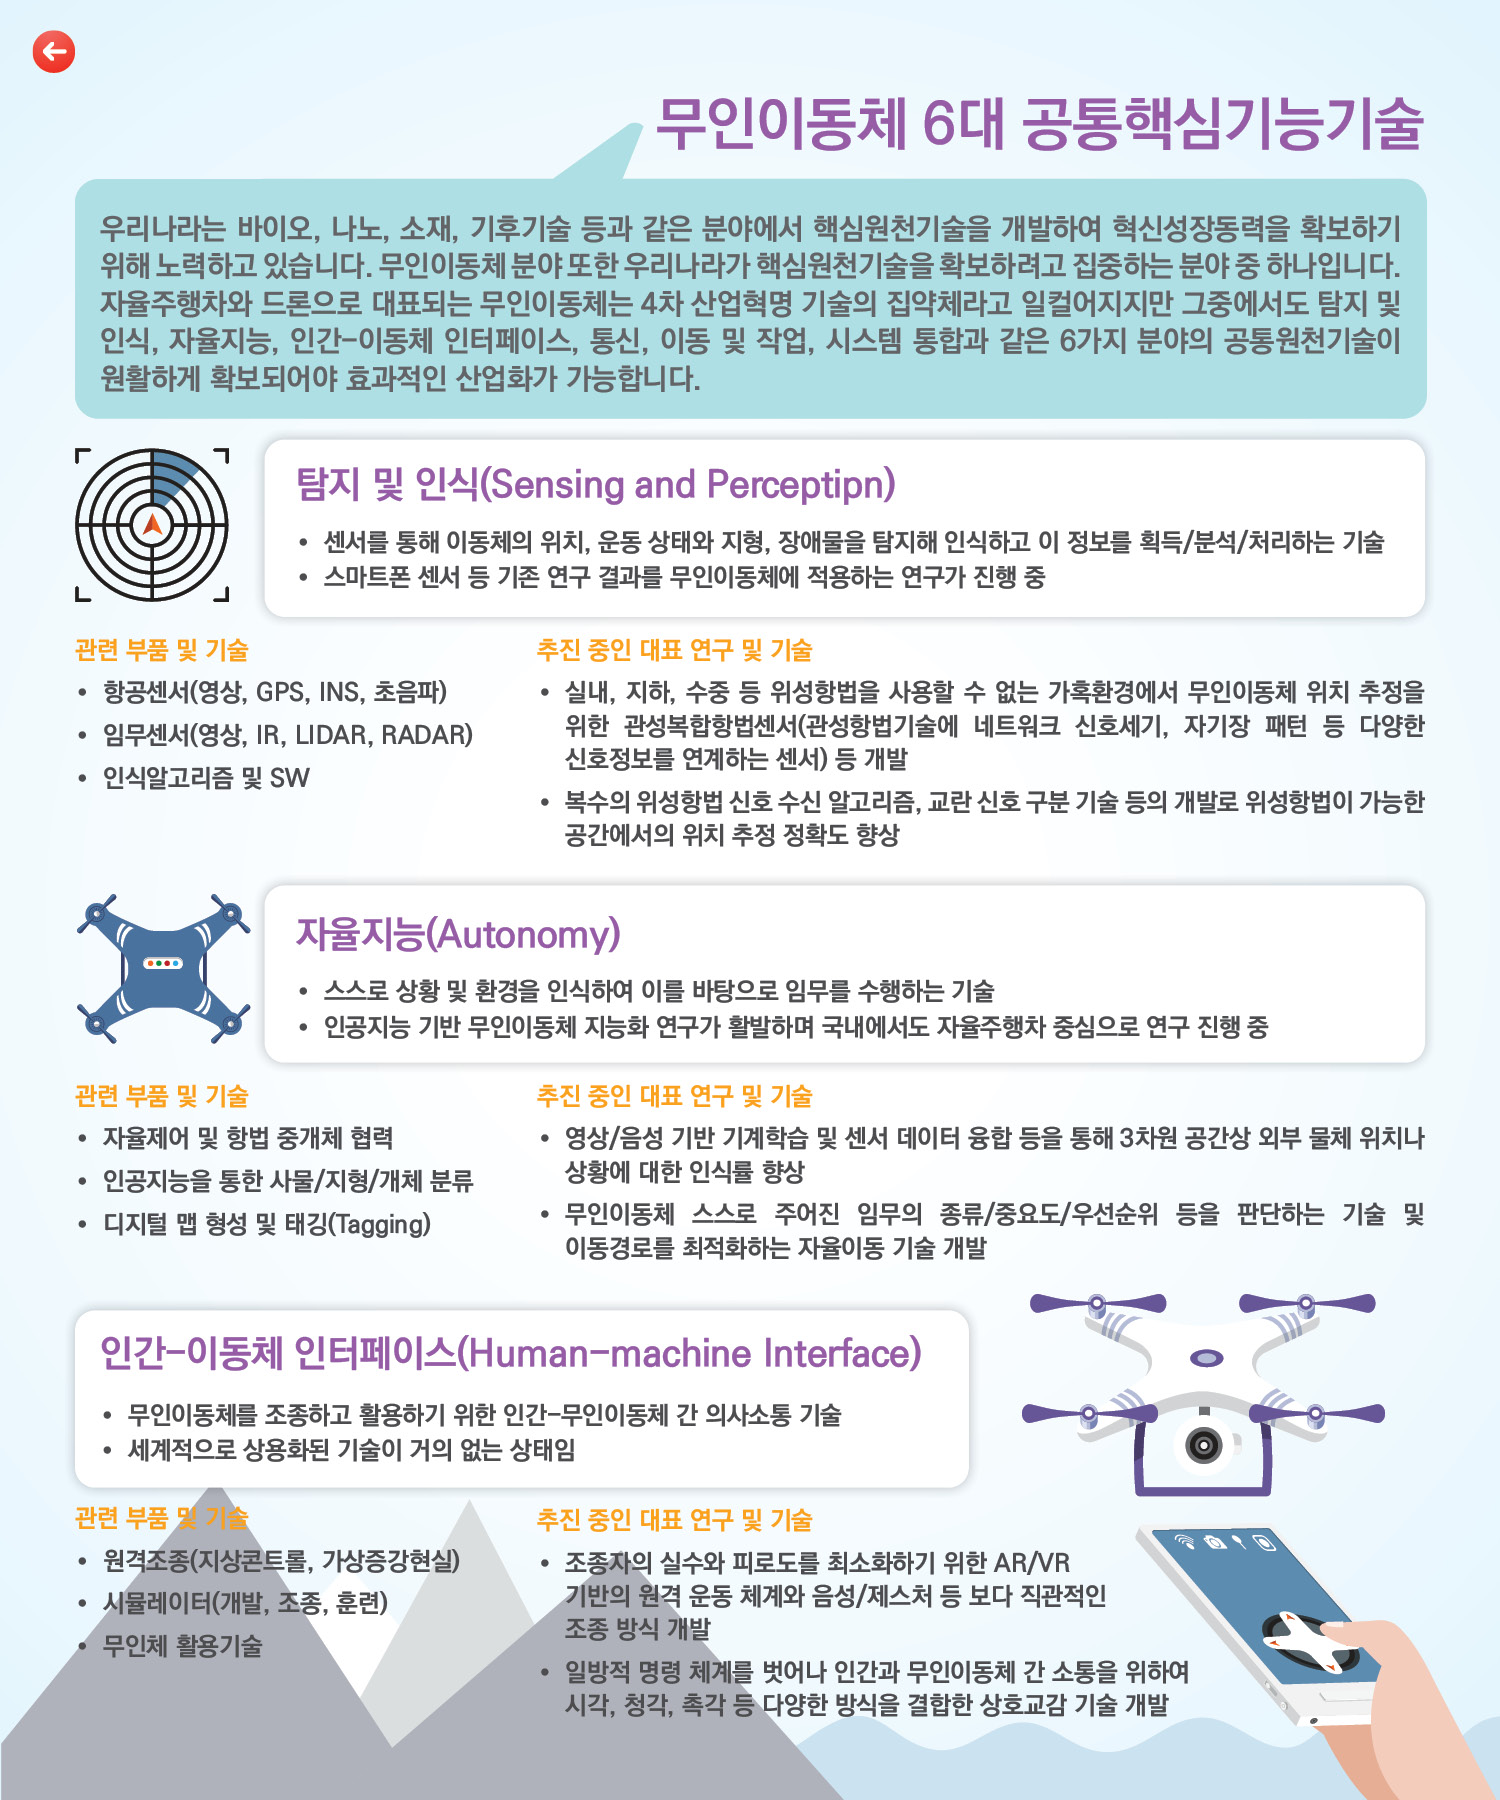 무인이동체 6대 공통핵심기능기술
우리나라는 바이오, 나노, 소재, 기후기술 등과 같은 분야에서 핵심원천기술을 개발하여 혁신성장동력을 확보하기
위해 노력하고 있습니다. 무인이동체 분야 또한 우리나라가 핵심원천기술을 확보하려고 집중하는 분야 중 하나입니다.
자율주행차와 드론으로 대표되는 무인이동체는 4차 산업혁명 기술의 집약체라고 일컬어지지만 그중에서도 탐지 및
인식, 자율지능, 인간-이동체 인터페이스, 통신, 이동 및 작업, 시스템 통합과 같은 6가지 분야의 공통원천기술이
원활하게 확보되어야 효과적인 산업화가 가능합니다.
탐지 및 인식(Sensing and Perceptipn)
• 센서를 통해 이동체의 위치, 운동 상태와 지형, 장애물을 탐지해 인식하고 이 정보를 획득/분석/처리하는 기술
• 스마트폰 센서 등 기존 연구 결과를 무인이동체에 적용하는 연구가 진행 중
관련 부품 및 기술
• 항공센서(영상, GPS, INS, 초음파)
• 임무센서(영상, IR, LIDAR, RADAR)
• 인식알고리즘 및 SW
추진 중인 대표 연구 및 기술
• 실내, 지하, 수중 등 위성항법을 사용할 수 없는 가혹환경에서 무인이동체 위치 추정을
위한 관성복합항법센서(관성항법기술에 네트워크 신호세기, 자기장 패턴 등 다양한
신호정보를 연계하는 센서) 등 개발
• 복수의 위성항법 신호 수신 알고리즘, 교란 신호 구분 기술 등의 개발로 위성항법이 가능한
공간에서의 위치 추정 정확도 향상
자율지능(Autonomy)
• 스스로 상황 및 환경을 인식하여 이를 바탕으로 임무를 수행하는 기술
• 인공지능 기반 무인이동체 지능화 연구가 활발하며 국내에서도 자율주행차 중심으로 연구 진행 중
관련 부품 및 기술
• 자율제어 및 항법 중개체 협력
• 인공지능을 통한 사물/지형/개체 분류
• 디지털 맵 형성 및 태깅(Tagging)
추진 중인 대표 연구 및 기술
• 영상/음성 기반 기계학습 및 센서 데이터 융합 등을 통해 3차원 공간상 외부 물체 위치나
상황에 대한 인식률 향상
• 무인이동체 스스로 주어진 임무의 종류/중요도/우선순위 등을 판단하는 기술 및
이동경로를 최적화하는 자율이동 기술 개발
인간-이동체 인터페이스(Human-machine Interface)
• 무인이동체를 조종하고 활용하기 위한 인간-무인이동체 간 의사소통 기술
• 세계적으로 상용화된 기술이 거의 없는 상태임
관련 부품 및 기술
• 원격조종(지상콘트롤, 가상증강현실)
• 시뮬레이터(개발, 조종, 훈련)
• 무인체 활용기술
추진 중인 대표 연구 및 기술
• 조종자의 실수와 피로도를 최소화하기 위한 AR/VR
기반의 원격 운동 체계와 음성/제스처 등 보다 직관적인
조종 방식 개발
• 일방적 명령 체계를 벗어나 인간과 무인이동체 간 소통을 위하여
시각, 청각, 촉각 등 다양한 방식을 결합한 상호교감 기술 개발